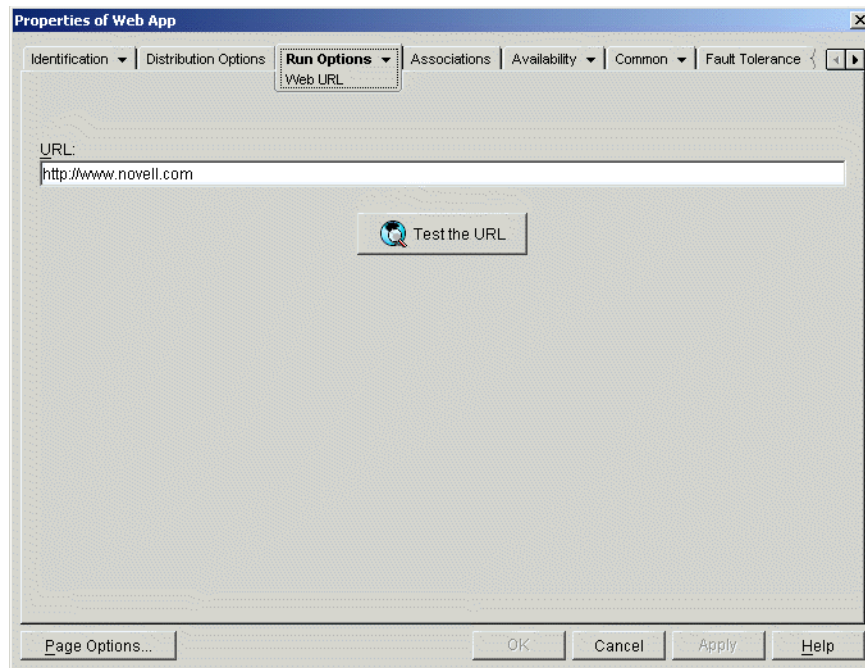 Properties of Web App
Identification Distribution Options Run Options Associations Availability Common Fault Tolerance
Web URL
URL:
http://www.novell.com
Test the URL
Page Options... OK Cancel Apply Help